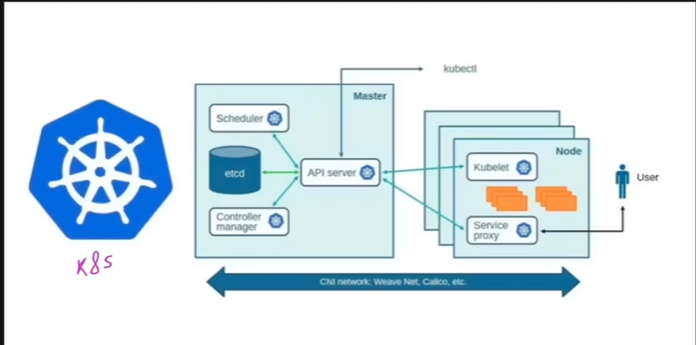 kubectl
Master
Scheduler
etcd
API server
Controller
manager
Node
Kubelet
Service
proxy
User
K8s
CNI network: Weave Net, Calico, etc.